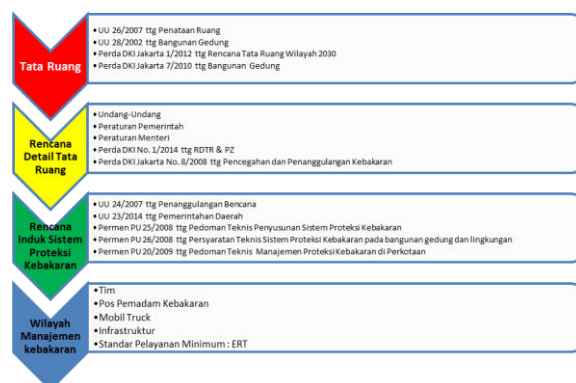 Tata Ruang
• UU 26/2007 ttg Penataan Ruang
• UU 28/2002 ttg Bangunan Gedung
• Perda DKI Jakarta 1/2012 ttg Rencana Tata Ruang Wilayah 2030
• Perda DKI Jakarta 7/2010 ttg Bangunan Gedung
Rencana
Detail Tata
Ruang
• Undang-Undang
• Peraturan Pemerintah
• Peraturan Menteri
• Perda DKI No. 1/2014 ttg RDTR & PZ
• Perda DKI Jakarta No. 8/2008 ttg Pencegahan dan Penanggulangan Kebakaran
Rencana
Induk Sistem
Proteksi
Kebakaran
• UU 24/2007 ttg Penanggulangan Bencana
• UU 23/2014 ttg Pemerintahan Daerah
• Permen PU 25/2008 ttg Pedoman Teknis Penyusunan Sistem Proteksi Kebakaran
• Permen PU 26/2008 ttg Persyaratan Teknis Sistem Proteksi Kebakaran pada bangunan gedung dan lingkungan
• Permen PU 20/2009 ttg Pedoman Teknis Manajemen Proteksi Kebakaran di Perkotaan
Wilayah
Manajemen
kebakaran
• Tim
• Pos Pemadam Kebakaran
• Mobil Truck
• Infrastruktur
• Standar Pelayanan Minimum : ERT